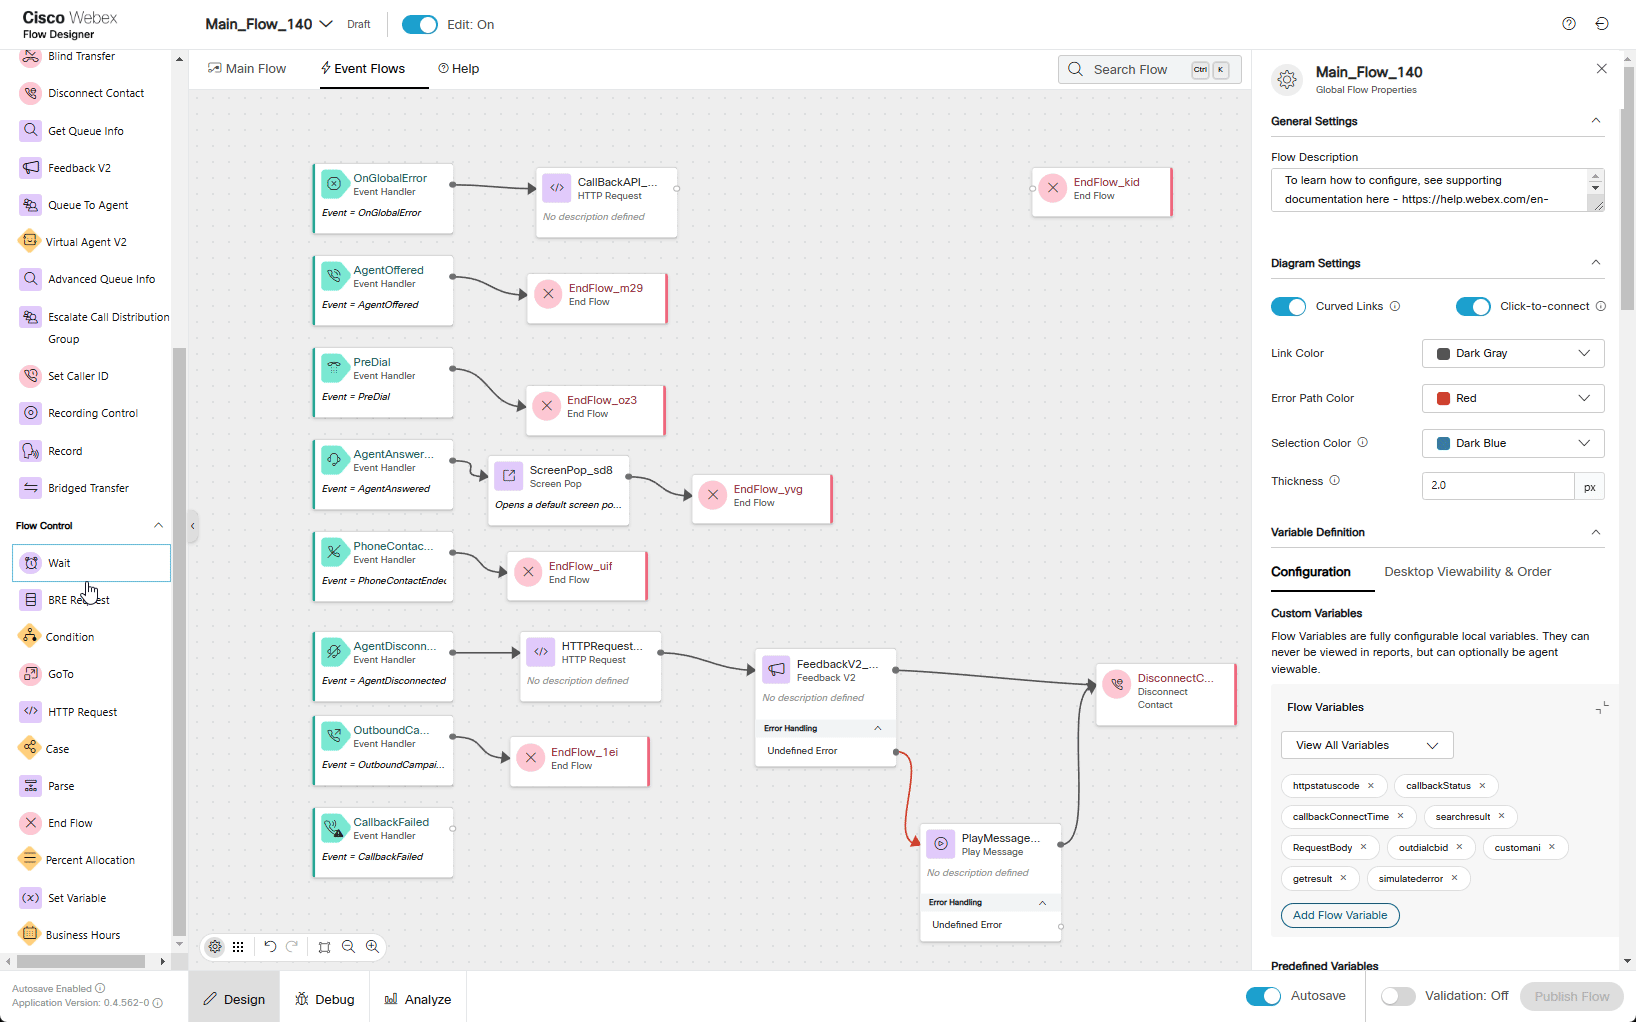 Cisco Webex
Flow Designer
Main_Flow_140
Draft
Edit: On
Blind Transfer
Disconnect Contact
Get Queue Info
Feedback V2
Queue To Agent
Virtual Agent V2
Advanced Queue Info
Escalate Call Distribution
Group
Set Caller ID
Recording Control
Record
Bridged Transfer
Flow Control
Wait
BRE Re est
Condition
GoTo
HTTP Request
Case
Parse
End Flow
Percent Allocation
Set Variable
Business Hours
Autosave Enabled
Application Version: 0.4.562-0
Main Flow
Event Flows
Help
Search Flow
Ctrl
K
OnGlobalError
Event Handler
Event = OnGlobalError
CallBackAPI_...
HTTP Request
No description defined
EndFlow_kid
End Flow
AgentOffered
Event Handler
Event = AgentOffered
EndFlow_m29
End Flow
PreDial
Event Handler
Event = PreDial
EndFlow_oz3
End Flow
AgentAnswer...
Event Handler
Event = AgentAnswered
ScreenPop_sd8
Screen Pop
Opens a default screen po...
EndFlow_yvg
End Flow
PhoneContac...
Event Handler
Event = PhoneContactEnded
EndFlow_uif
End Flow
AgentDisconn...
Event Handler
Event = AgentDisconnected
HTTPRequest...
HTTP Request
No description defined
FeedbackV2_...
Feedback V2
No description defined
Error Handling
Undefined Error
DisconnectC...
Disconnect
Contact
OutboundCa...
Event Handler
Event = OutboundCampai...
EndFlow_1ei
End Flow
CallbackFailed
Event Handler
Event = CallbackFailed
PlayMessage...
Play Message
No description defined
Error Handling
Undefined Error
Design
Debug
Analyze
Main_Flow_140
Global Flow Properties
General Settings
Flow Description
To learn how to configure, see supporting
documentation here - https://help.webex.com/en-
Diagram Settings
Curved Links
Click-to-connect
Link Color
Dark Gray
Error Path Color
Red
Selection Color
Dark Blue
Thickness
2.0
px
Variable Definition
Configuration
Desktop Viewability & Order
Custom Variables
Flow Variables are fully configurable local variables. They can
never be viewed in reports, but can optionally be agent
viewable.
Flow Variables
View All Variables
httpstatuscode
callbackStatus
callbackConnectTime
searchresult
RequestBody
outdialcbid
customani
getresult
simulatederror
Add Flow Variable
Predefined Variables
Autosave
Validation: Off
Publish Flow